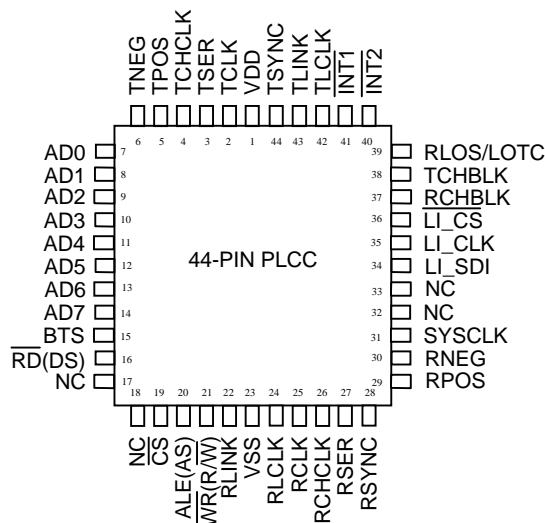 TNEG
TPOS
TCHCLK
TSER
TCLK
VDD
TSYNC
TLINK
TLCLK
INT1
INT2
6
5
4
3
2
1
44
43
42
41
40
AD0 7
AD1 8
AD2 9
AD3 10
AD4 11
AD5 12
AD6 13
AD7 14
BTS 15
RD(DS) 16
NC 17
44-PIN PLCC
39 RLOS/LOTC
38 TCHBLK
37 RCHBLK
36 LI_CS
35 LI_CLK
34 LI_SDI
33 NC
32 NC
31 SYSCLK
30 RNEG
29 RPOS
18
19
20
21
22
23
24
25
26
27
28
NC
CS
ALE(AS)
WR(R/W)
RLINK
VSS
RLCLK
RCLK
RCHCLK
RSER
RSYNC